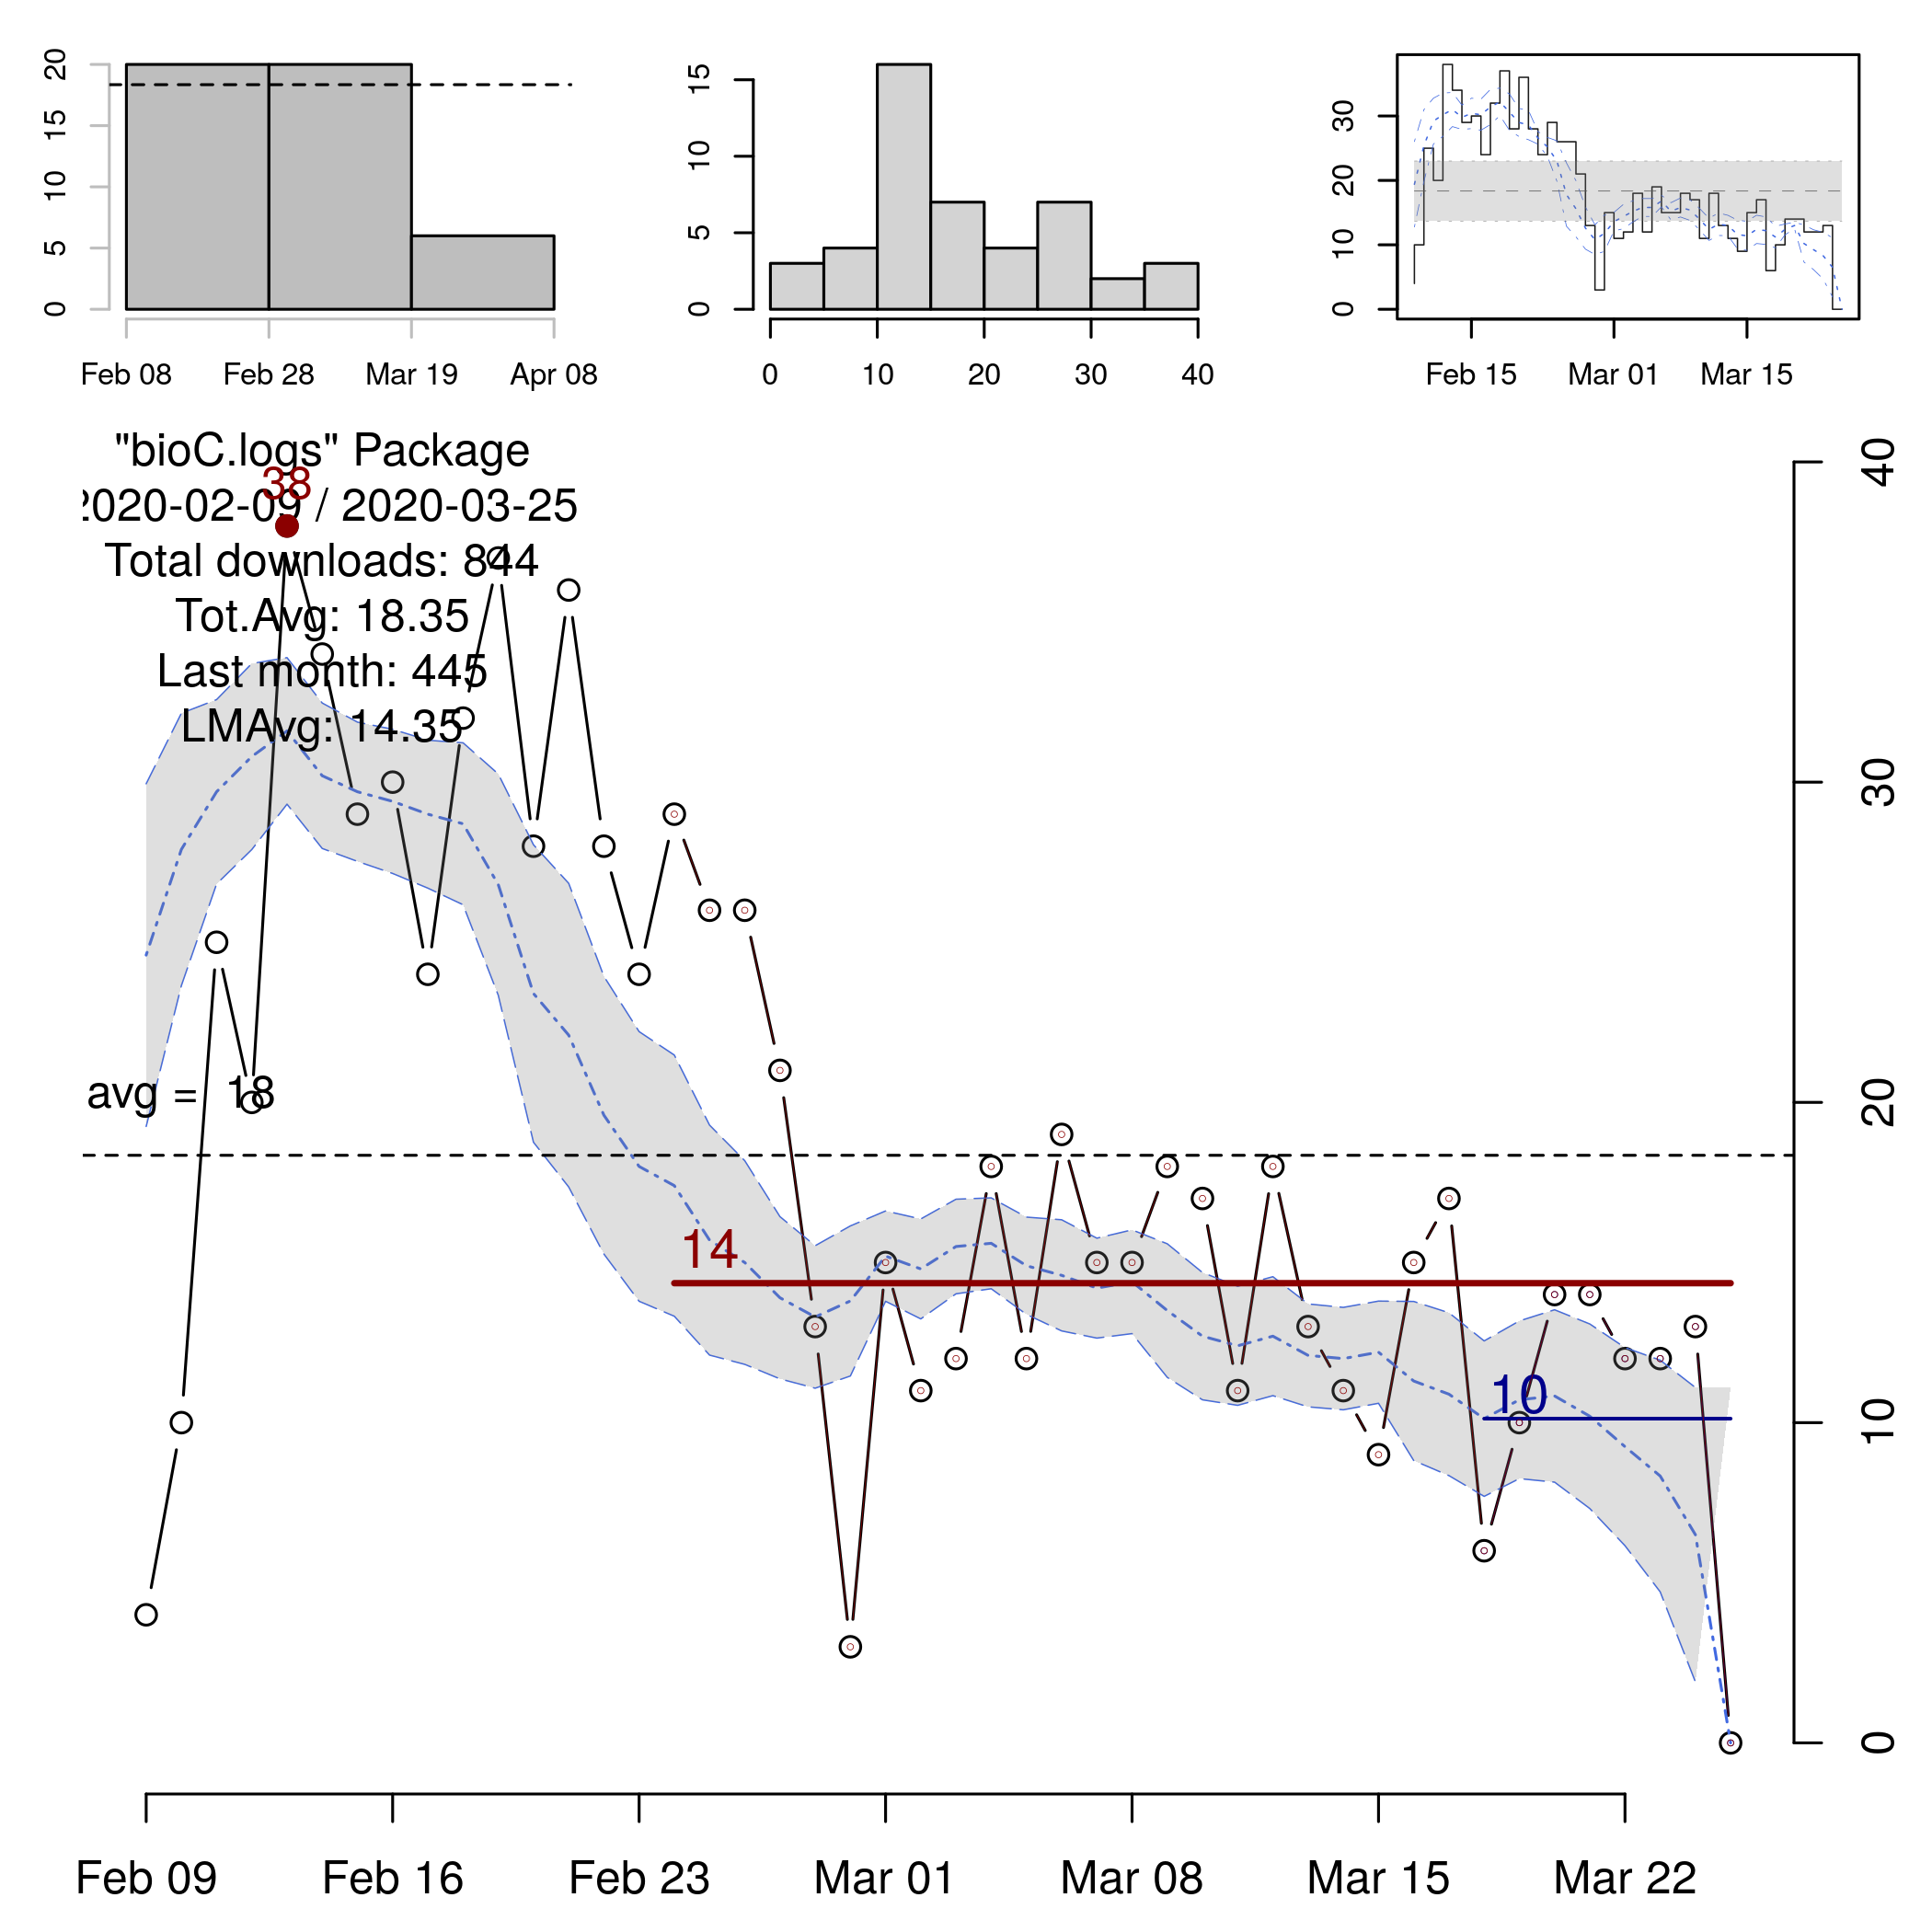 20
15
10
5
0
Feb 08 Feb 28 Mar 19 Apr 08
15
10
5
0
0 10 20 30 40
30
20
10
0
Feb 15 Mar 01 Mar 15
"bioC.logs" Package
38
2020-02-09 / 2020-03-25
Total downloads: 844
Tot.Avg: 18.35
Last month: 445
LMAvg: 14.35
avg = 18
14
10
40
30
20
10
0
Feb 09 Feb 16 Feb 23 Mar 01 Mar 08 Mar 15 Mar 22